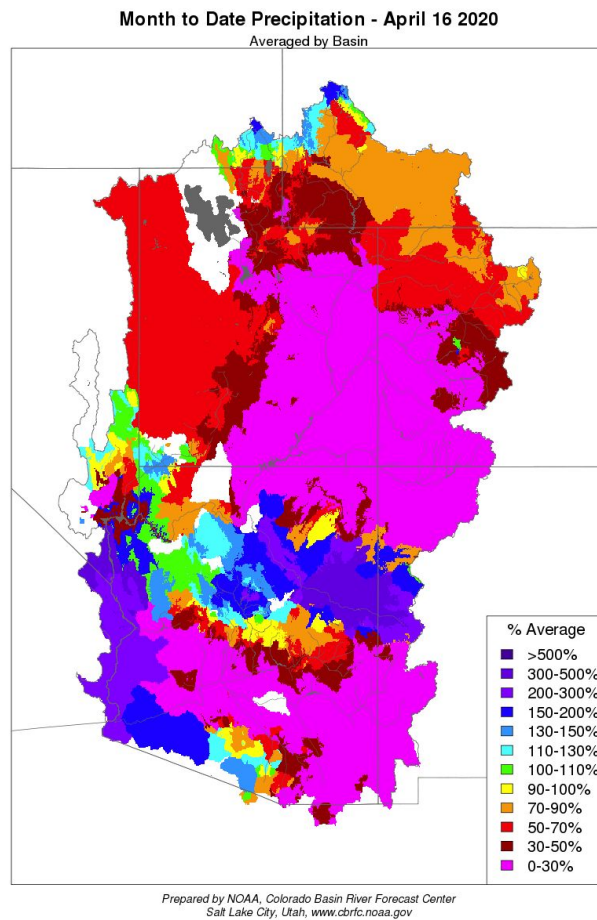 Month to Date Precipitation - April 16 2020
Averaged by Basin
% Average
>500%
300-500%
200-300%
150-200%
130-150%
110-130%
100-110%
90-100%
70-90%
50-70%
30-50%
0-30%
Prepared by NOAA, Colorado Basin River Forecast Center
Salt Lake City, Utah, www.cbrfc.noaa.gov